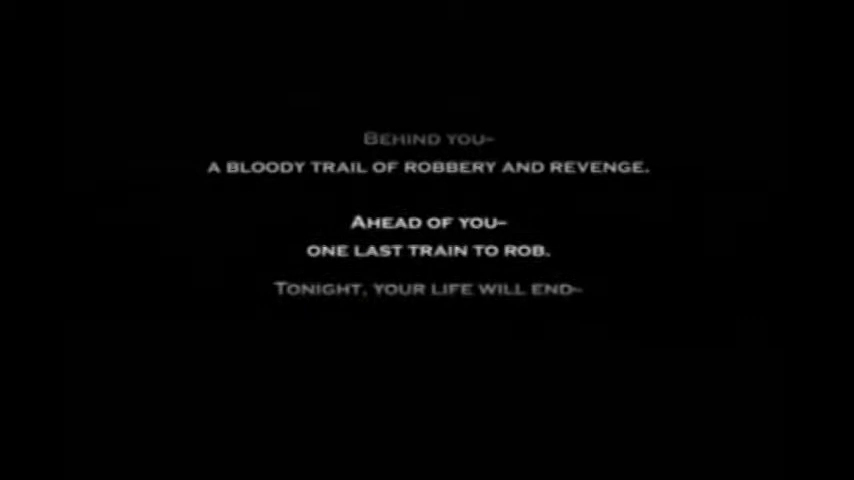 Behind you–
a bloody trail of robbery and revenge.
Ahead of you–
one last train to rob.
Tonight, your life will end–